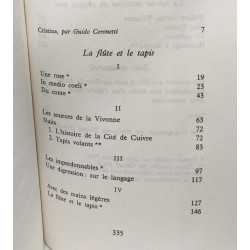 Cristina, par Guido Ceronetti 7
La flûte et le tapis
I
Une rose * 19
In medio coeli * 23
Du conte * 43
II
Les sources de la Vivonne 63
Nuits 72
1. L'histoire de la Cité de Cuivre 72
2. Tapis volants ** 83
III
Les impardonnables * 97
Une digression : sur le langage 117
IV
Avec des mains légères 127
La flûte et le tapis * 146
335